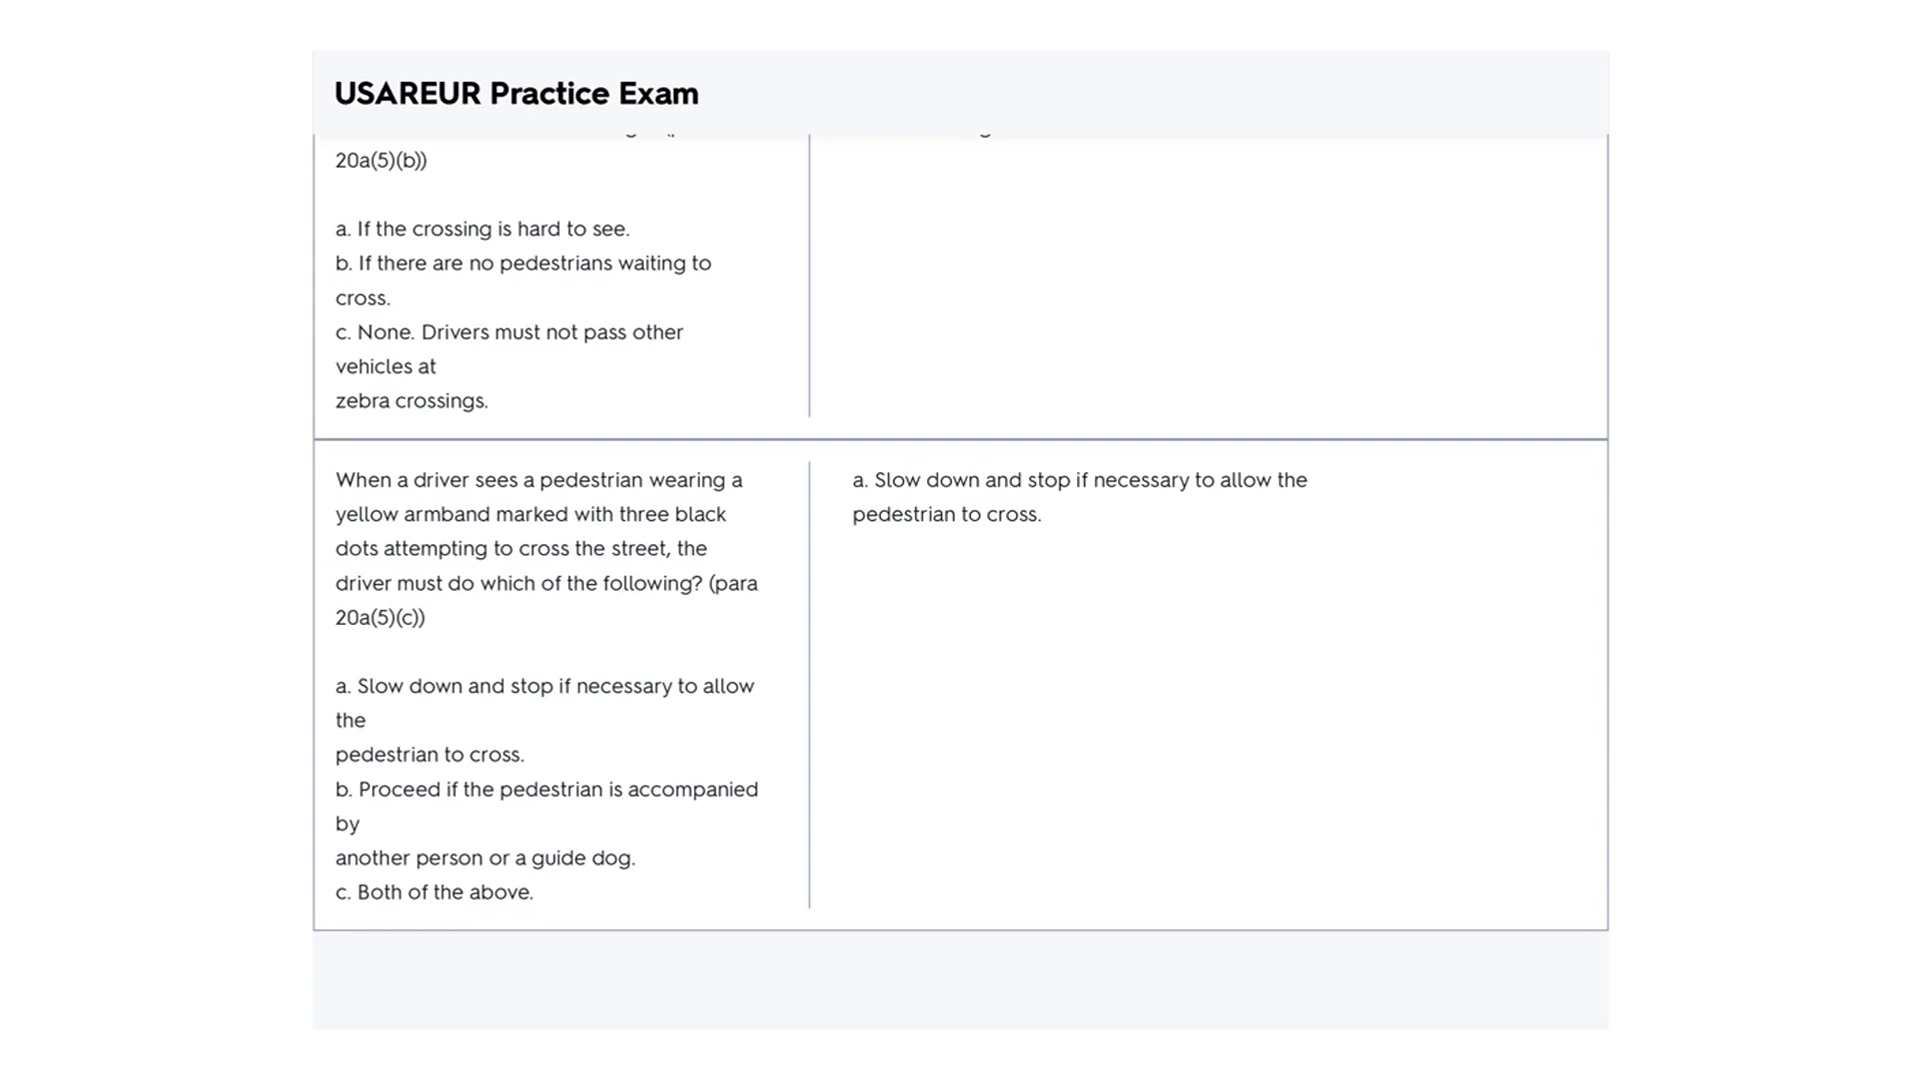 USAREUR Practice Exam
20a(5)(b))
a. If the crossing is hard to see.
b. If there are no pedestrians waiting to
cross.
c. None. Drivers must not pass other
vehicles at
zebra crossings.
When a driver sees a pedestrian wearing a
yellow armband marked with three black
dots attempting to cross the street, the
driver must do which of the following? (para
20a(5)(c))
a. Slow down and stop if necessary to allow
the
pedestrian to cross.
b. Proceed if the pedestrian is accompanied
by
another person or a guide dog.
c. Both of the above.
a. Slow down and stop if necessary to allow the
pedestrian to cross.